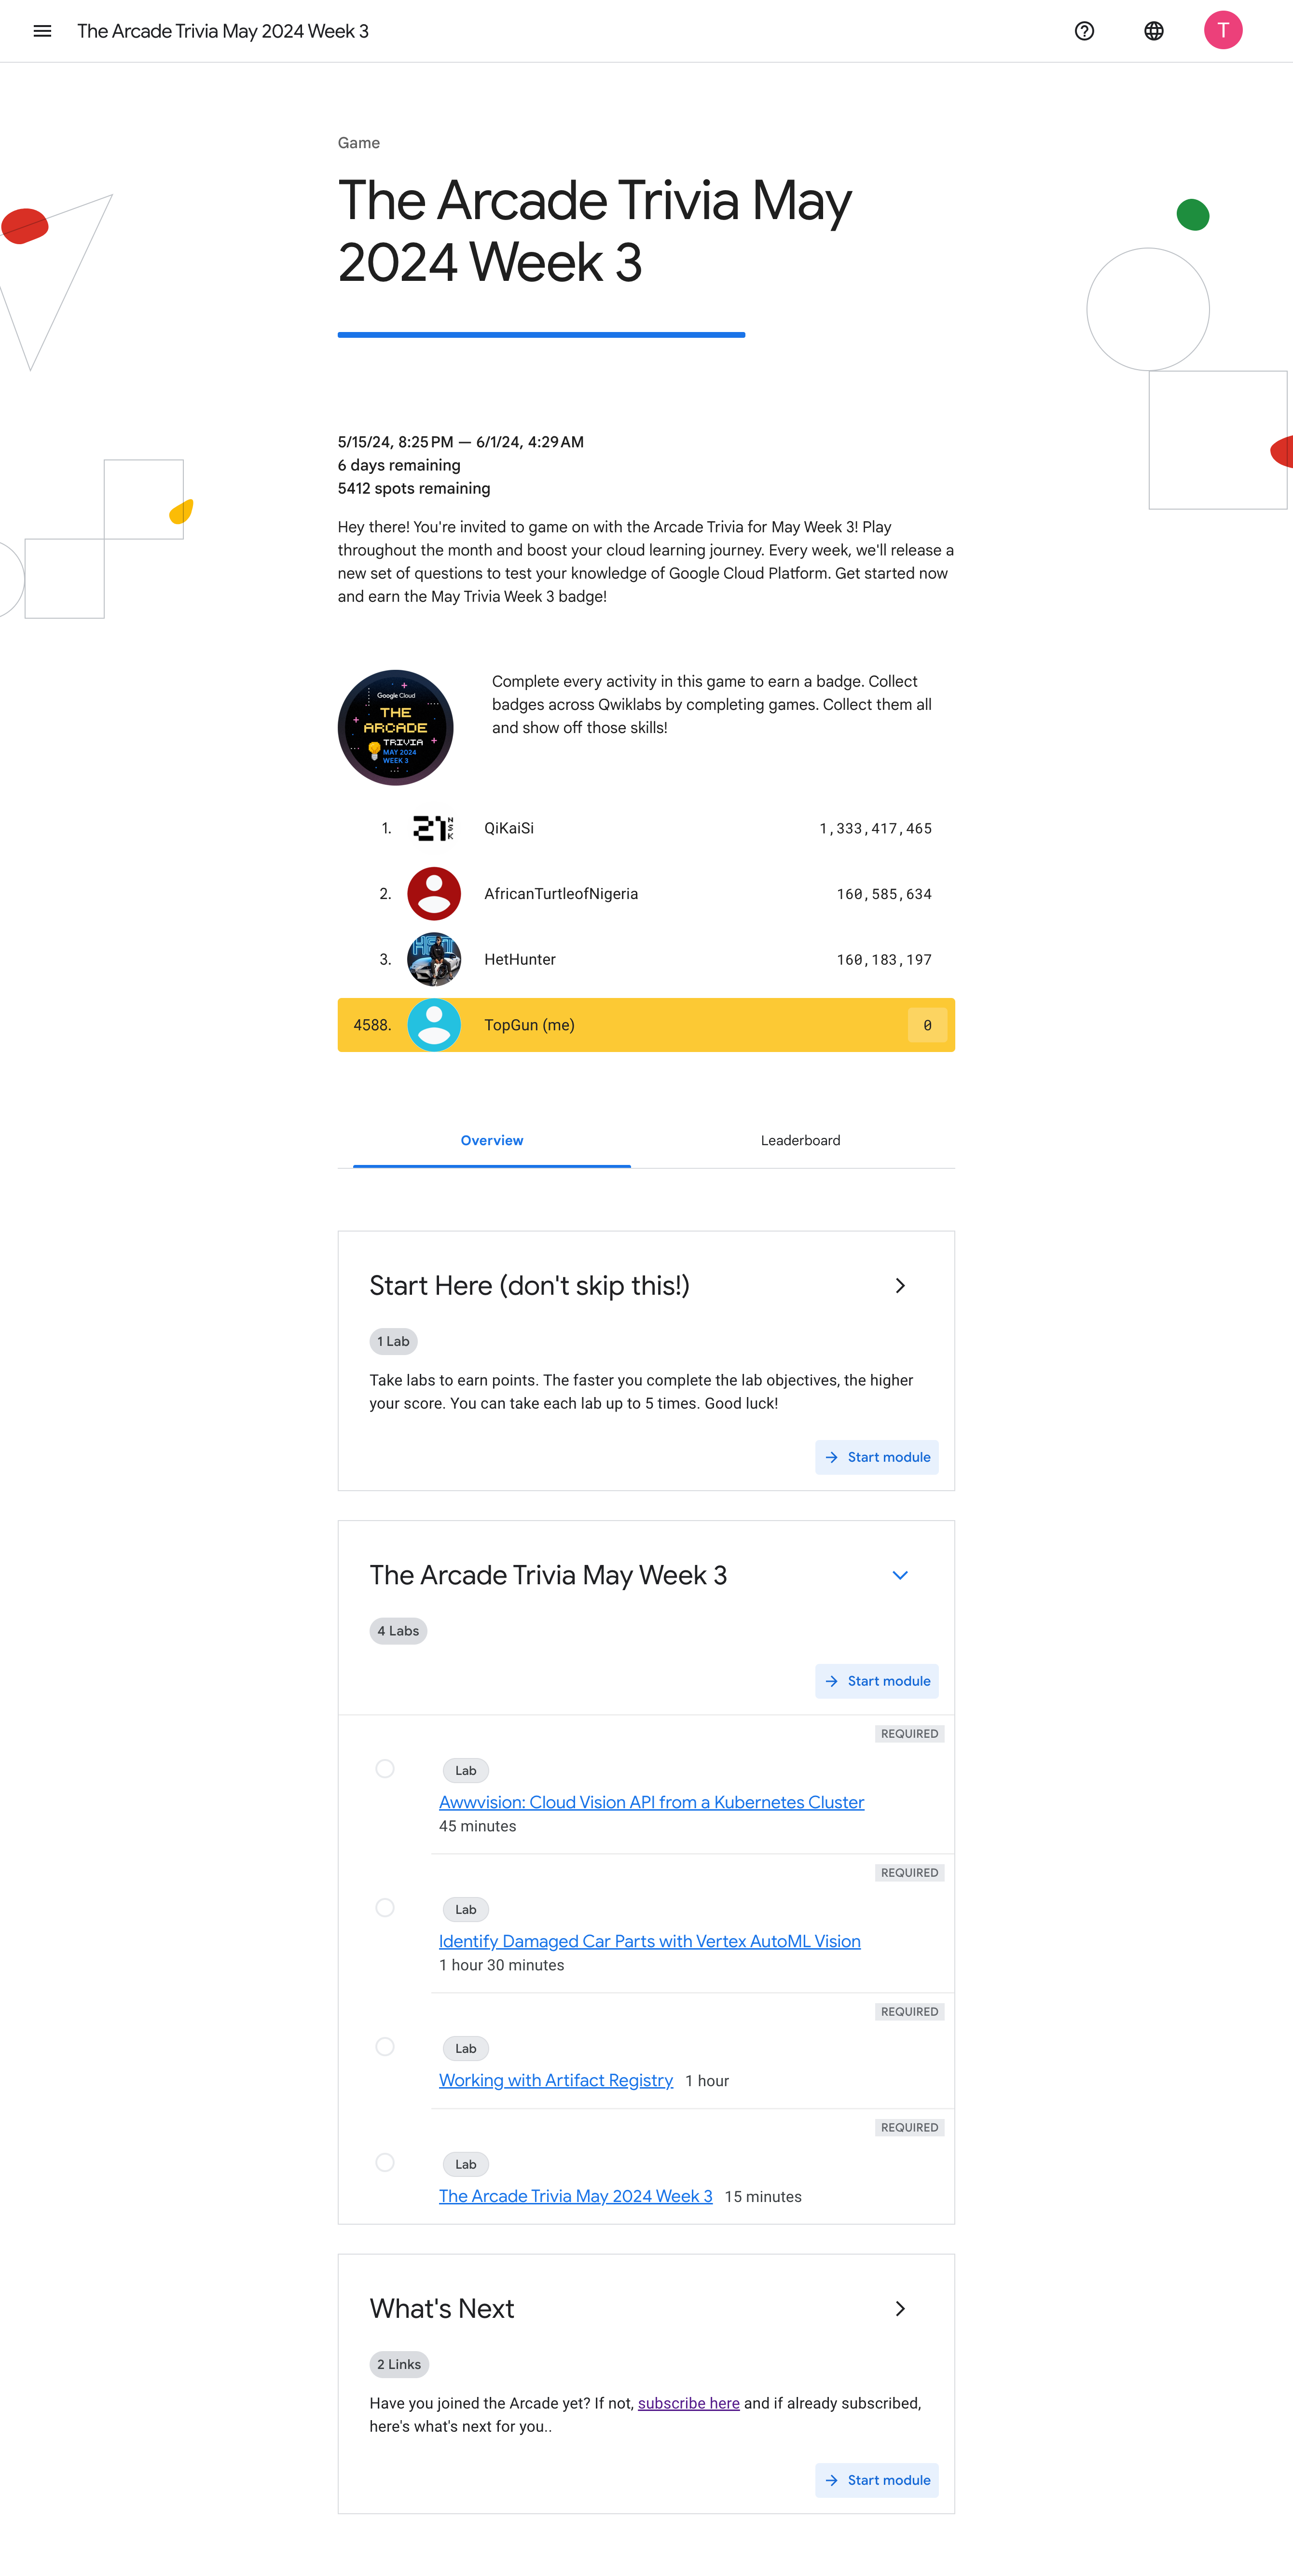 The Arcade Trivia May 2024 Week 3
T
Game
The Arcade Trivia May
2024 Week 3
5/15/24, 8:25 PM — 6/1/24, 4:29 AM
6 days remaining
5412 spots remaining
Hey there! You're invited to game on with the Arcade Trivia for May Week 3! Play
throughout the month and boost your cloud learning journey. Every week, we'll release a
new set of questions to test your knowledge of Google Cloud Platform. Get started now
and earn the May Trivia Week 3 badge!
Google Cloud
THE
ARCADE
TRIVIA
MAY 2024
WEEK 3
Complete every activity in this game to earn a badge. Collect
badges across Qwiklabs by completing games. Collect them all
and show off those skills!
1. 21 NSK QiKaiSi 1,333,417,465
2. AfricanTurtleofNigeria 160,585,634
3. HetHunter 160,183,197
4588. TopGun (me) 0
Overview Leaderboard
Start Here (don't skip this!)
1 Lab
Take labs to earn points. The faster you complete the lab objectives, the higher
your score. You can take each lab up to 5 times. Good luck!
Start module
The Arcade Trivia May Week 3
4 Labs
Start module
REQUIRED
Lab
Awwvision: Cloud Vision API from a Kubernetes Cluster
45 minutes
REQUIRED
Lab
Identify Damaged Car Parts with Vertex AutoML Vision
1 hour 30 minutes
REQUIRED
Lab
Working with Artifact Registry 1 hour
REQUIRED
Lab
The Arcade Trivia May 2024 Week 3 15 minutes
What's Next
2 Links
Have you joined the Arcade yet? If not, subscribe here and if already subscribed,
here's what's next for you..
Start module